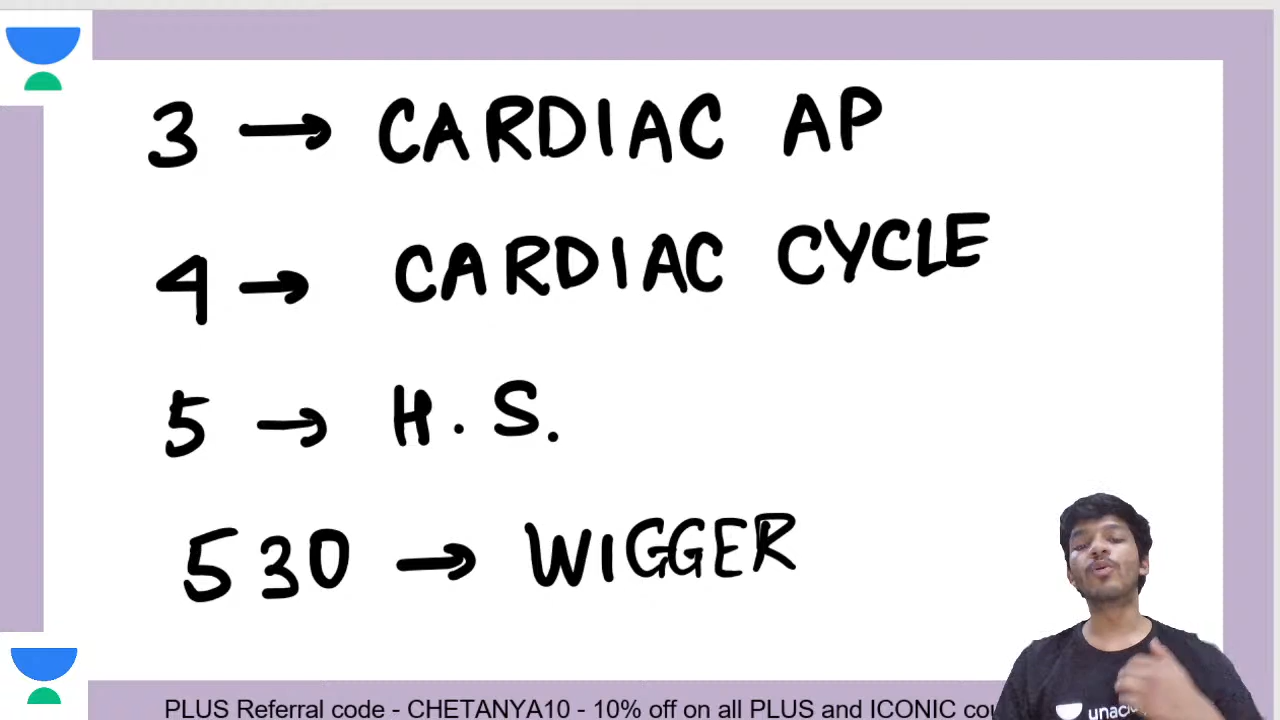 3 → CARDIAC AP
4 → CARDIAC CYCLE
5 → H.S.
530 → WIGGER
PLUS Referral code - CHETANYA10 - 10% off on all PLUS and ICONIC